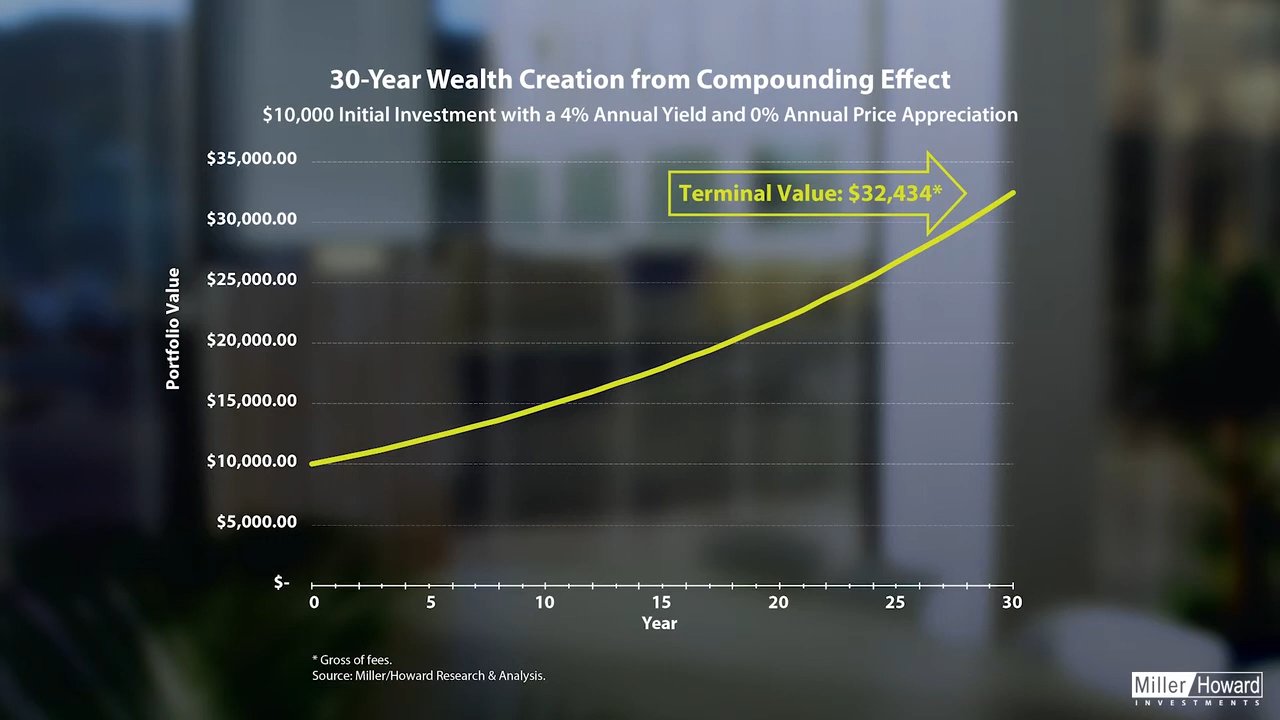 30-Year Wealth Creation from Compounding Effect
$10,000 Initial Investment with a 4% Annual Yield and 0% Annual Price Appreciation
$35,000.00
Terminal Value: $32,434*
$30,000.00
$25,000.00
Portfolio Value
$20,000.00
$15,000.00
$10,000.00
$5,000.00
$-
0 5 10 15 20 25 30
Year
* Gross of fees.
Source: Miller/Howard Research & Analysis.
Miller/Howard
INVESTMENTS